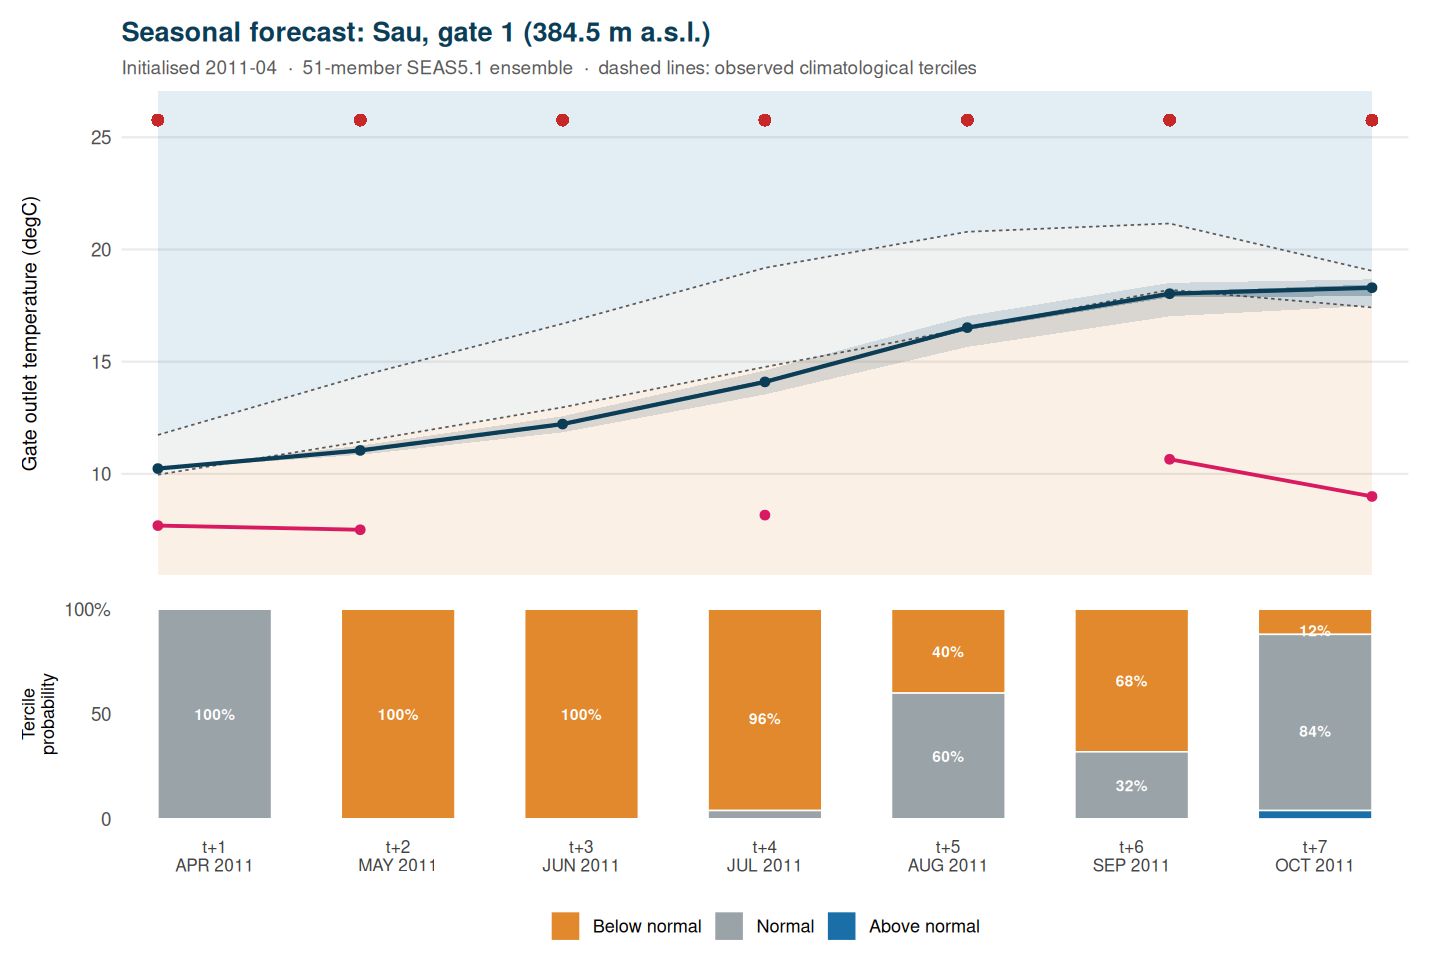 Seasonal forecast: Sau, gate 1 (384.5 m a.s.l.)
Initialised 2011-04 · 51-member SEAS5.1 ensemble · dashed lines: observed climatological terciles
Gate outlet temperature (degC)
25
20
15
10
Tercile
probability
100%
50
0
100%
100%
100%
96%
40%
60%
68%
32%
12%
84%
t+1
APR 2011
t+2
MAY 2011
t+3
JUN 2011
t+4
JUL 2011
t+5
AUG 2011
t+6
SEP 2011
t+7
OCT 2011
Below normal
Normal
Above normal